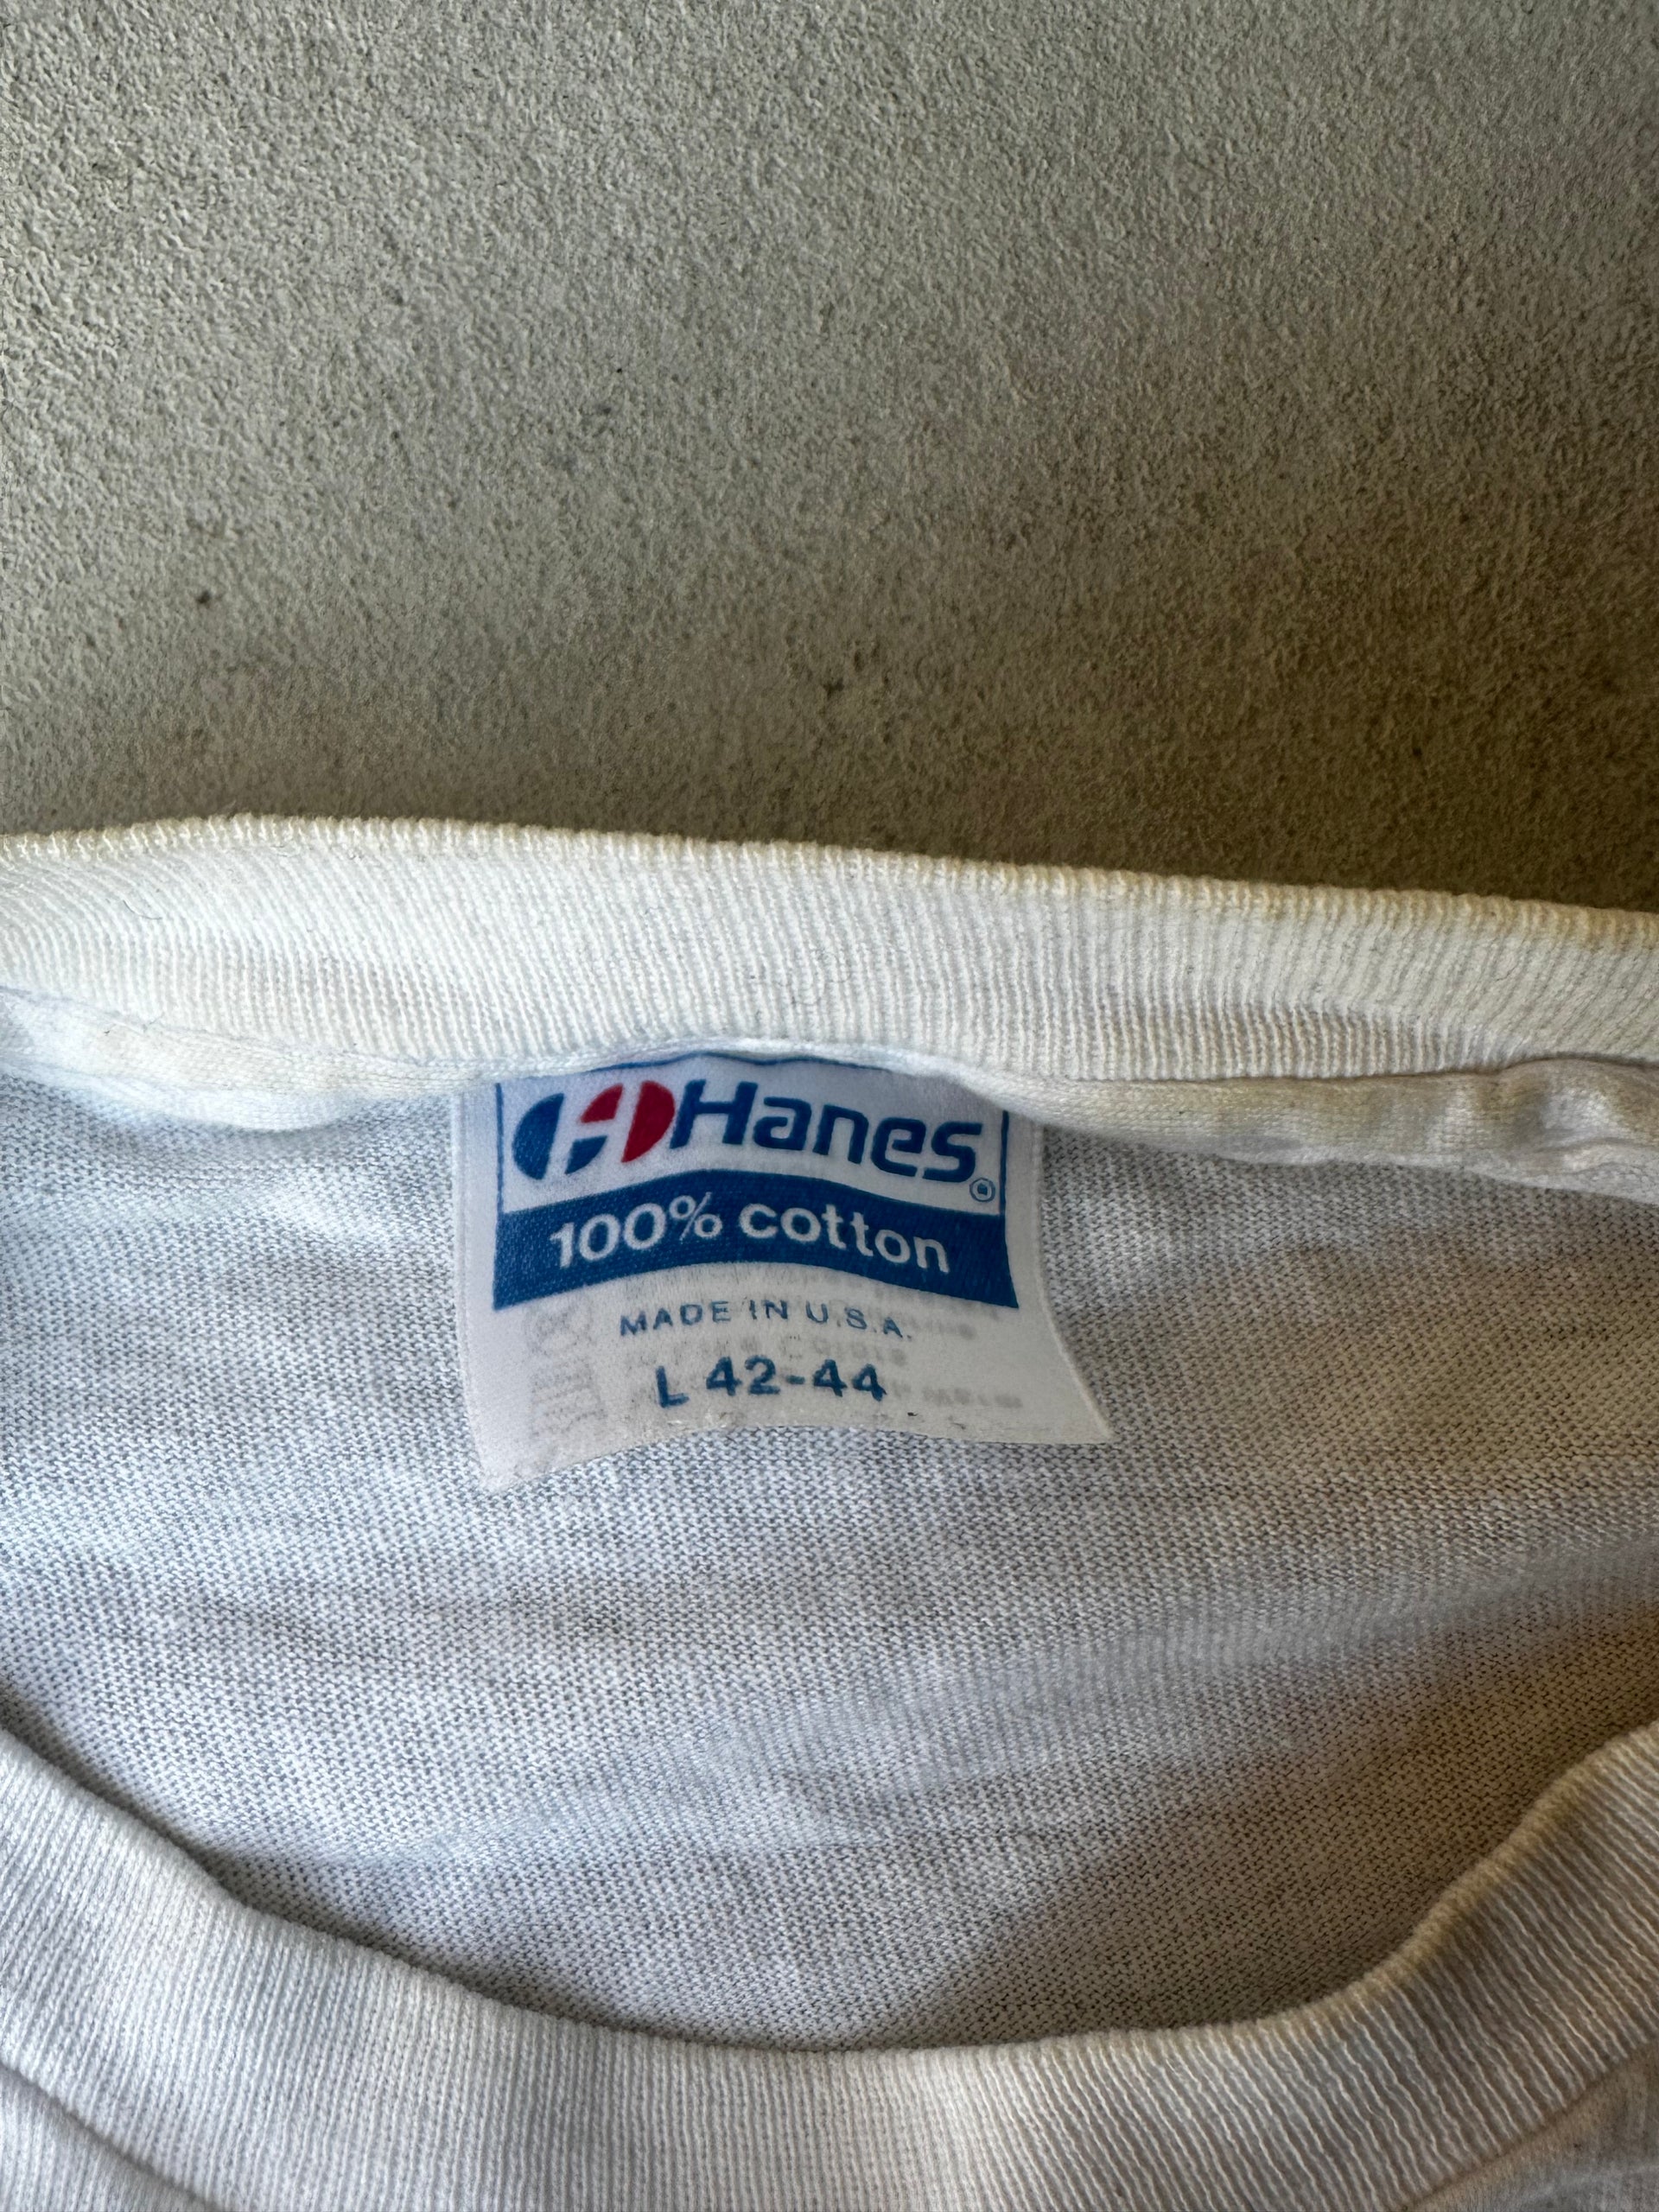 Hanes®
100% cotton
MADE IN U.S.A.
L 42-44